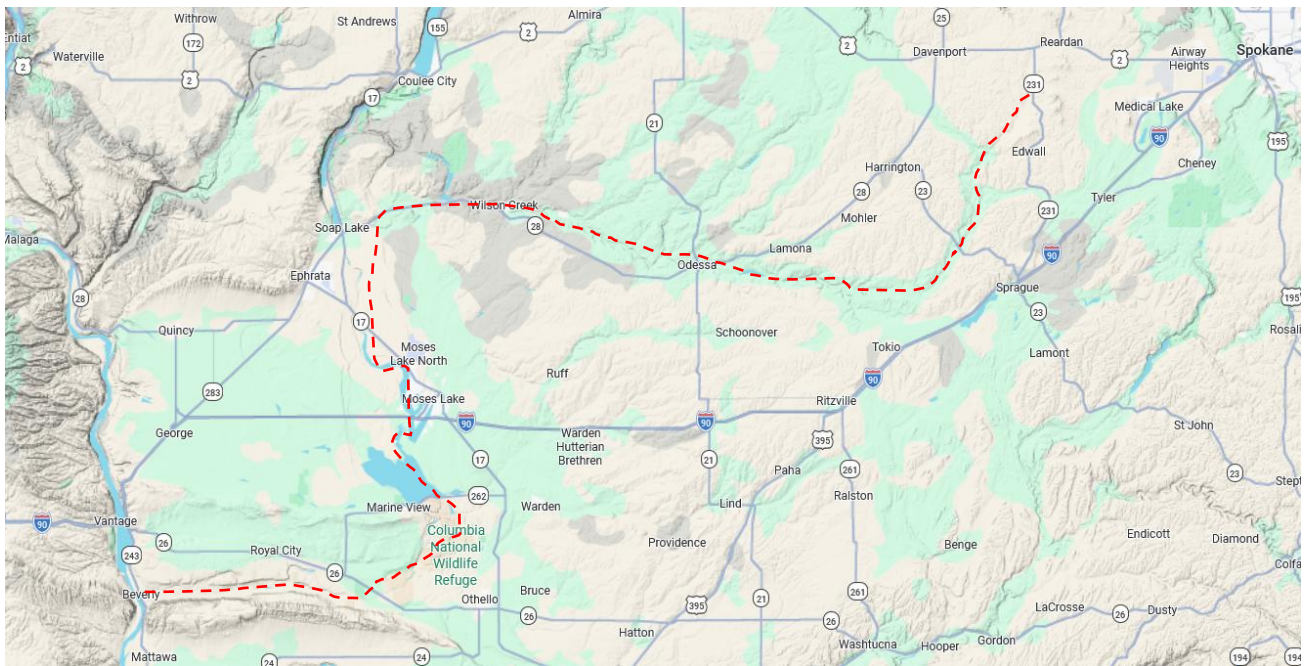 Withrow
St Andrews
155
Almira
25
Reardan
entiat
172
2
Davenport
Airway
Heights
Spokane
Waterville
2
2
2
2
Coulee City
231
Medical Lake
17
90
195
21
Edwall
Cheney
Harrington
28
23
Tyler
Wilson Creek
Mohler
231
Soap Lake
28
Malaga
Lamona
90
Odessa
Ephrata
Sprague
28
195
17
23
Quincy
Schoonover
Rosali
Moses
Lake North
Tokio
Lamont
Ruff
90
283
Ritzville
Moses Lake
90
90
St John
George
Warden
Hutterian
Brethren
395
17
21
Paha
261
23
Stept
262
Lind
Ralston
Marine View
Warden
Vantage
90
Columbia
National
Wildlife
Refuge
Endicott
Diamond
243
26
Royal City
Providence
Benge
26
Colfa
Beverly
Bruce
21
261
Othello
395
LaCrosse
Dusty
26
26
26
Hatton
Gordon
Washtucna
Hooper
Mattawa
24
24
194
194